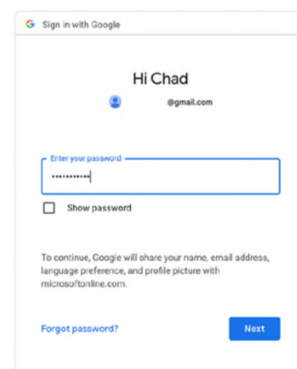 Sign in with Google
Hi Chad
@gmail.com
Enter your password
•••••••••••
Show password
To continue, Google will share your name, email address,
language preference, and profile picture with
microsoftonline.com.
Forgot password?
Next